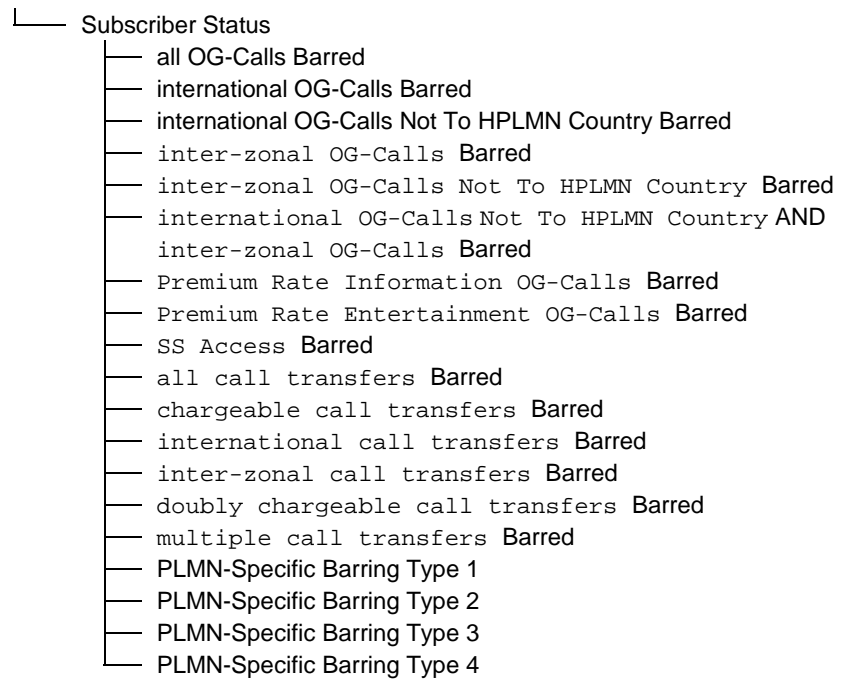 Subscriber Status
all OG-Calls Barred
international OG-Calls Barred
international OG-Calls Not To HPLMN Country Barred
inter-zonal OG-Calls Barred
inter-zonal OG-Calls Not To HPLMN Country Barred
international OG-Calls Not To HPLMN Country AND
inter-zonal OG-Calls Barred
Premium Rate Information OG-Calls Barred
Premium Rate Entertainment OG-Calls Barred
SS Access Barred
all call transfers Barred
chargeable call transfers Barred
international call transfers Barred
inter-zonal call transfers Barred
doubly chargeable call transfers Barred
multiple call transfers Barred
PLMN-Specific Barring Type 1
PLMN-Specific Barring Type 2
PLMN-Specific Barring Type 3
PLMN-Specific Barring Type 4